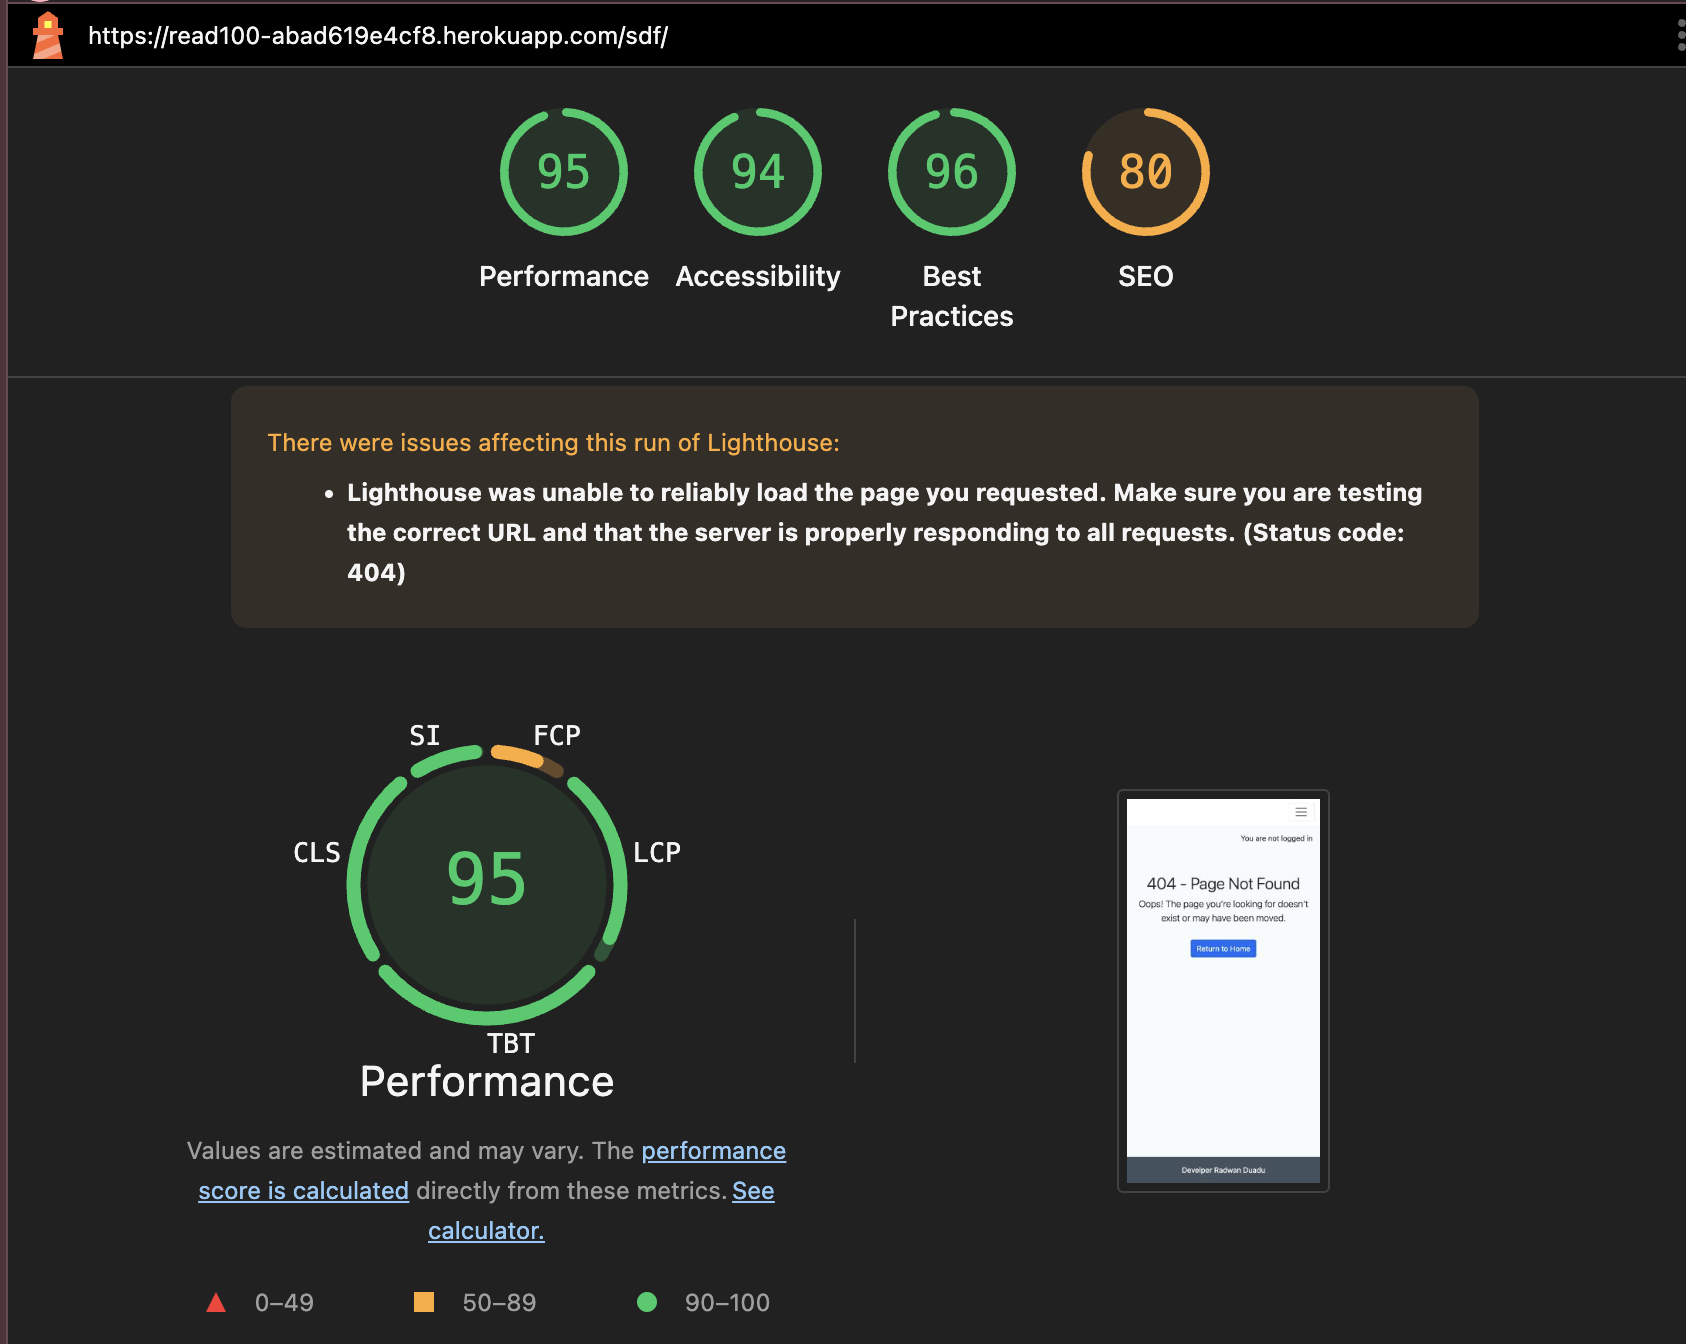 https://read100-abad619e4cf8.herokuapp.com/sdf/
95
94
96
80
Performance
Accessibility
Best
Practices
SEO
There were issues affecting this run of Lighthouse:
• Lighthouse was unable to reliably load the page you requested. Make sure you are testing
the correct URL and that the server is properly responding to all requests. (Status code:
404)
SI
FCP
CLS
LCP
95
TBT
Performance
Values are estimated and may vary. The performance
score is calculated directly from these metrics. See
calculator.
0–49
50–89
90–100
You are not logged in
404 - Page Not Found
Oops! The page you're looking for doesn't
exist or may have been moved.
Return to Home
Develper Radwan Duadu